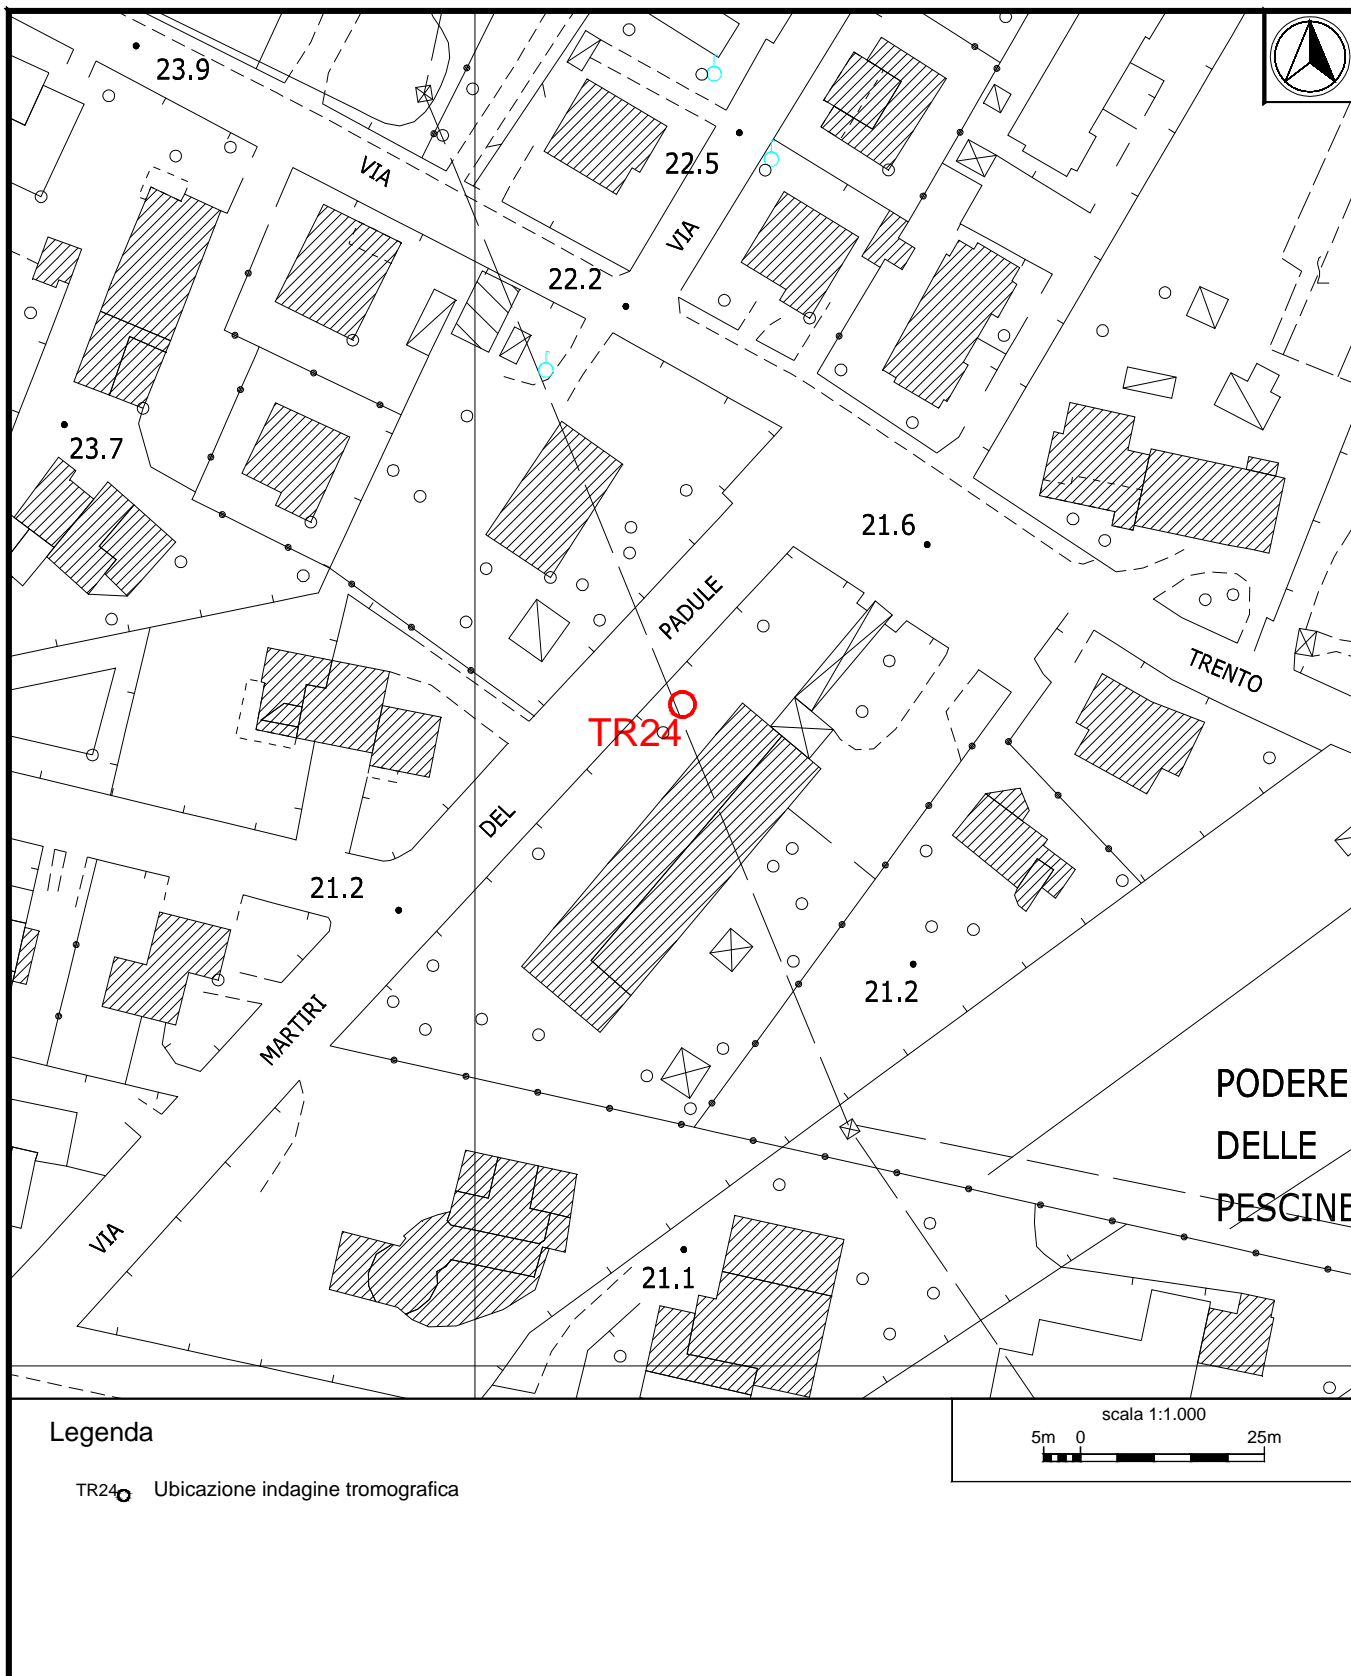 23.9
VIA
22.5
VIA
22.2
23.7
21.6
PADULE
TRENTO
TR24
DEL
21.2
21.2
MARTIRI
PODERE
DELLE
PESCINE
VIA
21.1
Legenda
scala 1:1.000
5m 0 25m
TR24 Ubicazione indagine tromografica